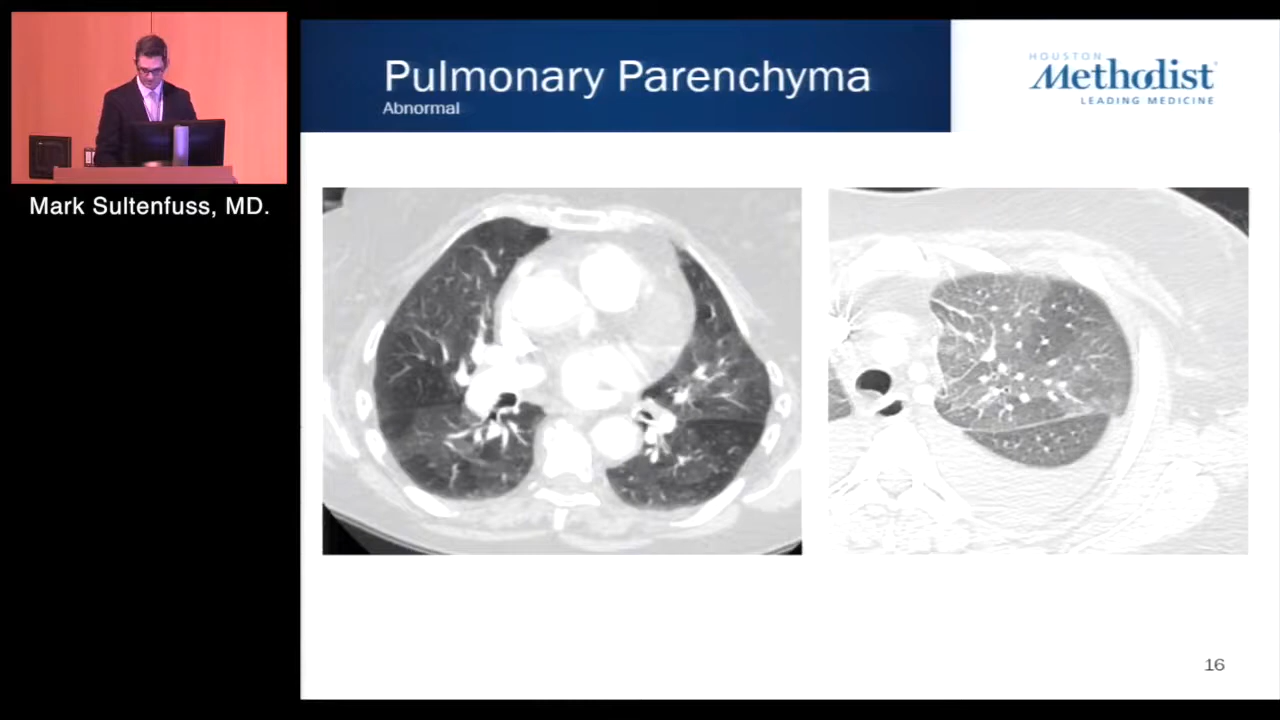 Pulmonary Parenchyma
Abnormal
HOUSTON
Methodist
LEADING MEDICINE
Mark Sultenfuss, MD.
16